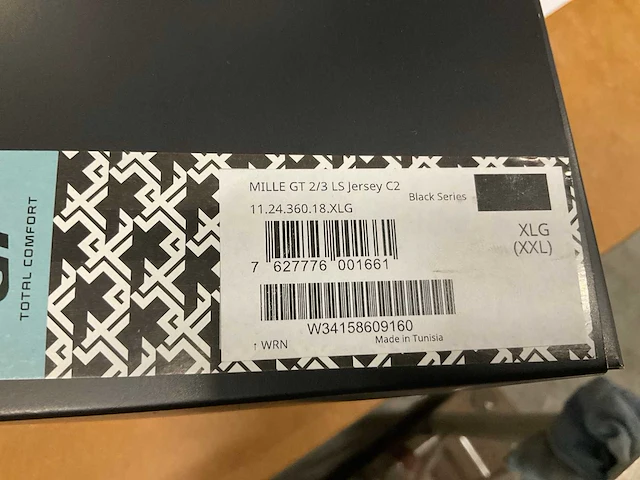 TOTAL COMFORT
MILLE GT 2/3 LS Jersey C2
Black Series
11.24.360.18.XLG
XLG
(XXL)
7 627776 001661
W34158609160
↑ WRN
Made in Tunisia